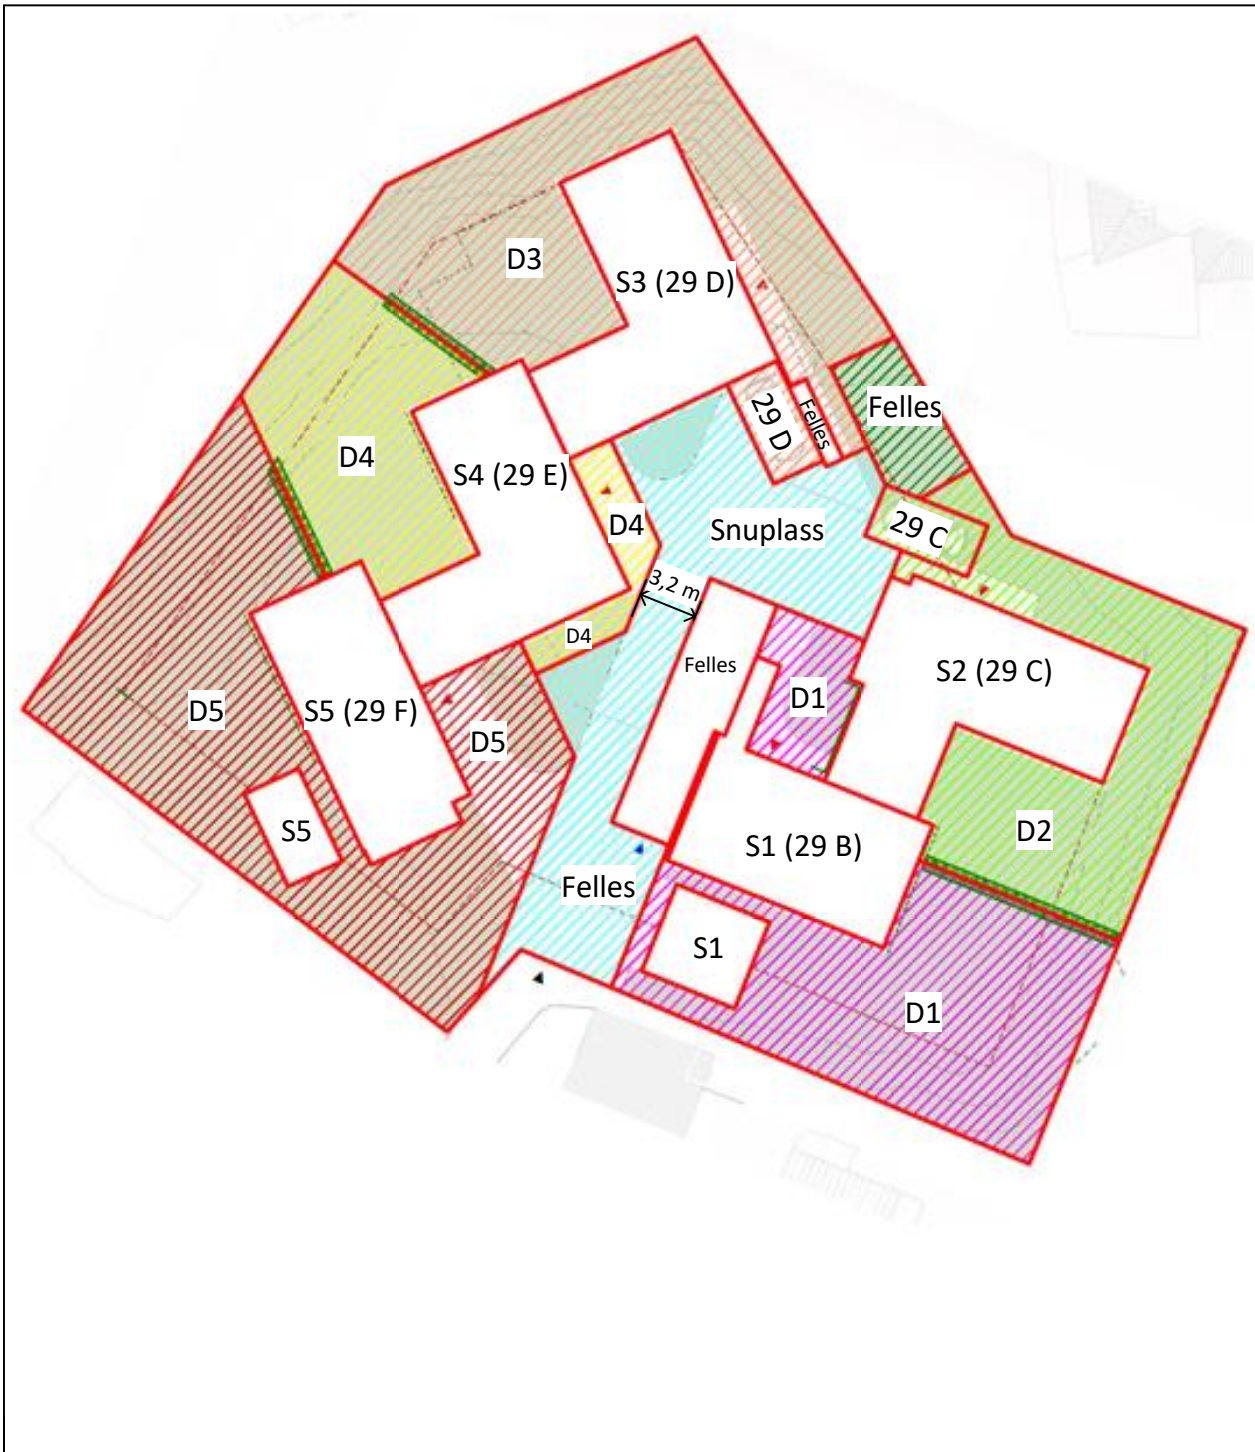 D3
S3 (29 D)
Felles
29 D
Felles
D4
S4 (29 E)
D4
Snuplass
29 C
3,2 m
D4
Felles
S2 (29 C)
D1
D5
S5 (29 F)
D5
S5
S1 (29 B)
D2
Felles
S1
D1